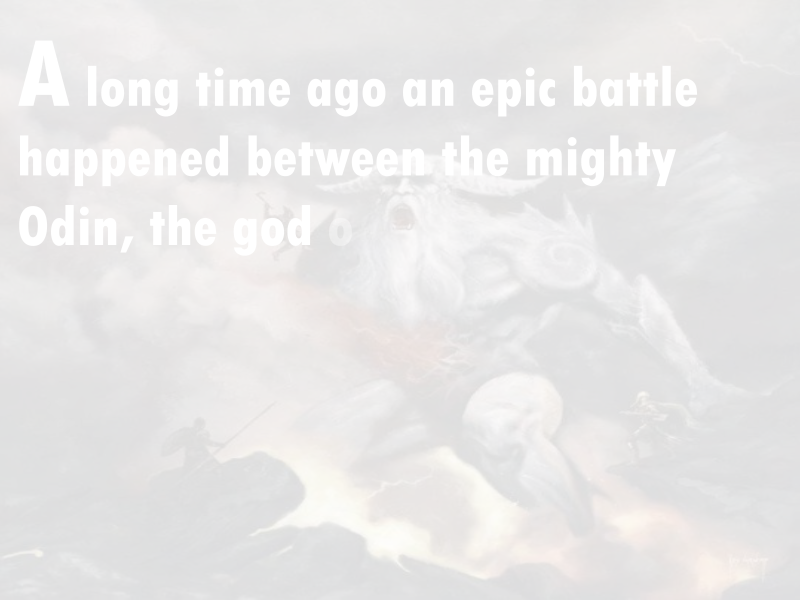 A long time ago an epic battle
happened between the mighty
Odin, the god o